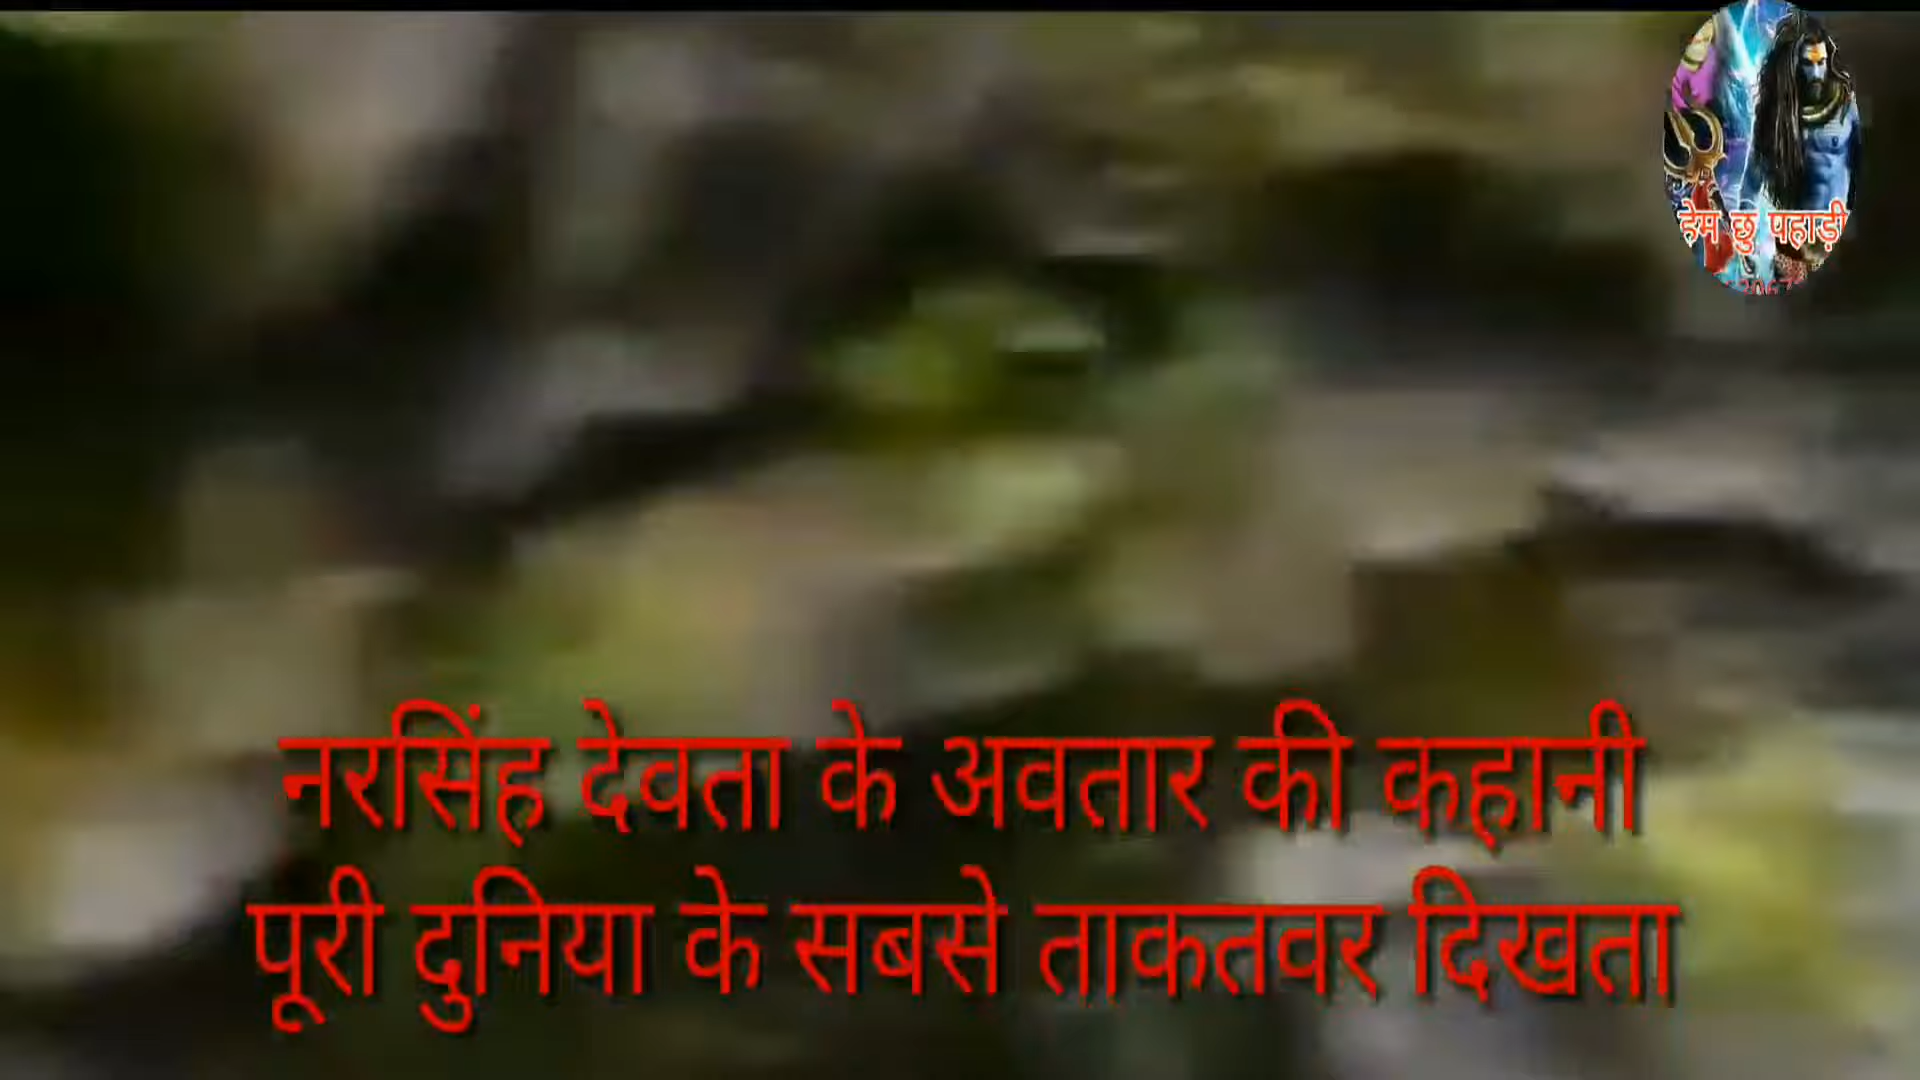 हेम छु पहाड़ी
नरसिंह देवता के अवतार की कहानी
पूरी दुनिया के सबसे ताकतवर दिखता